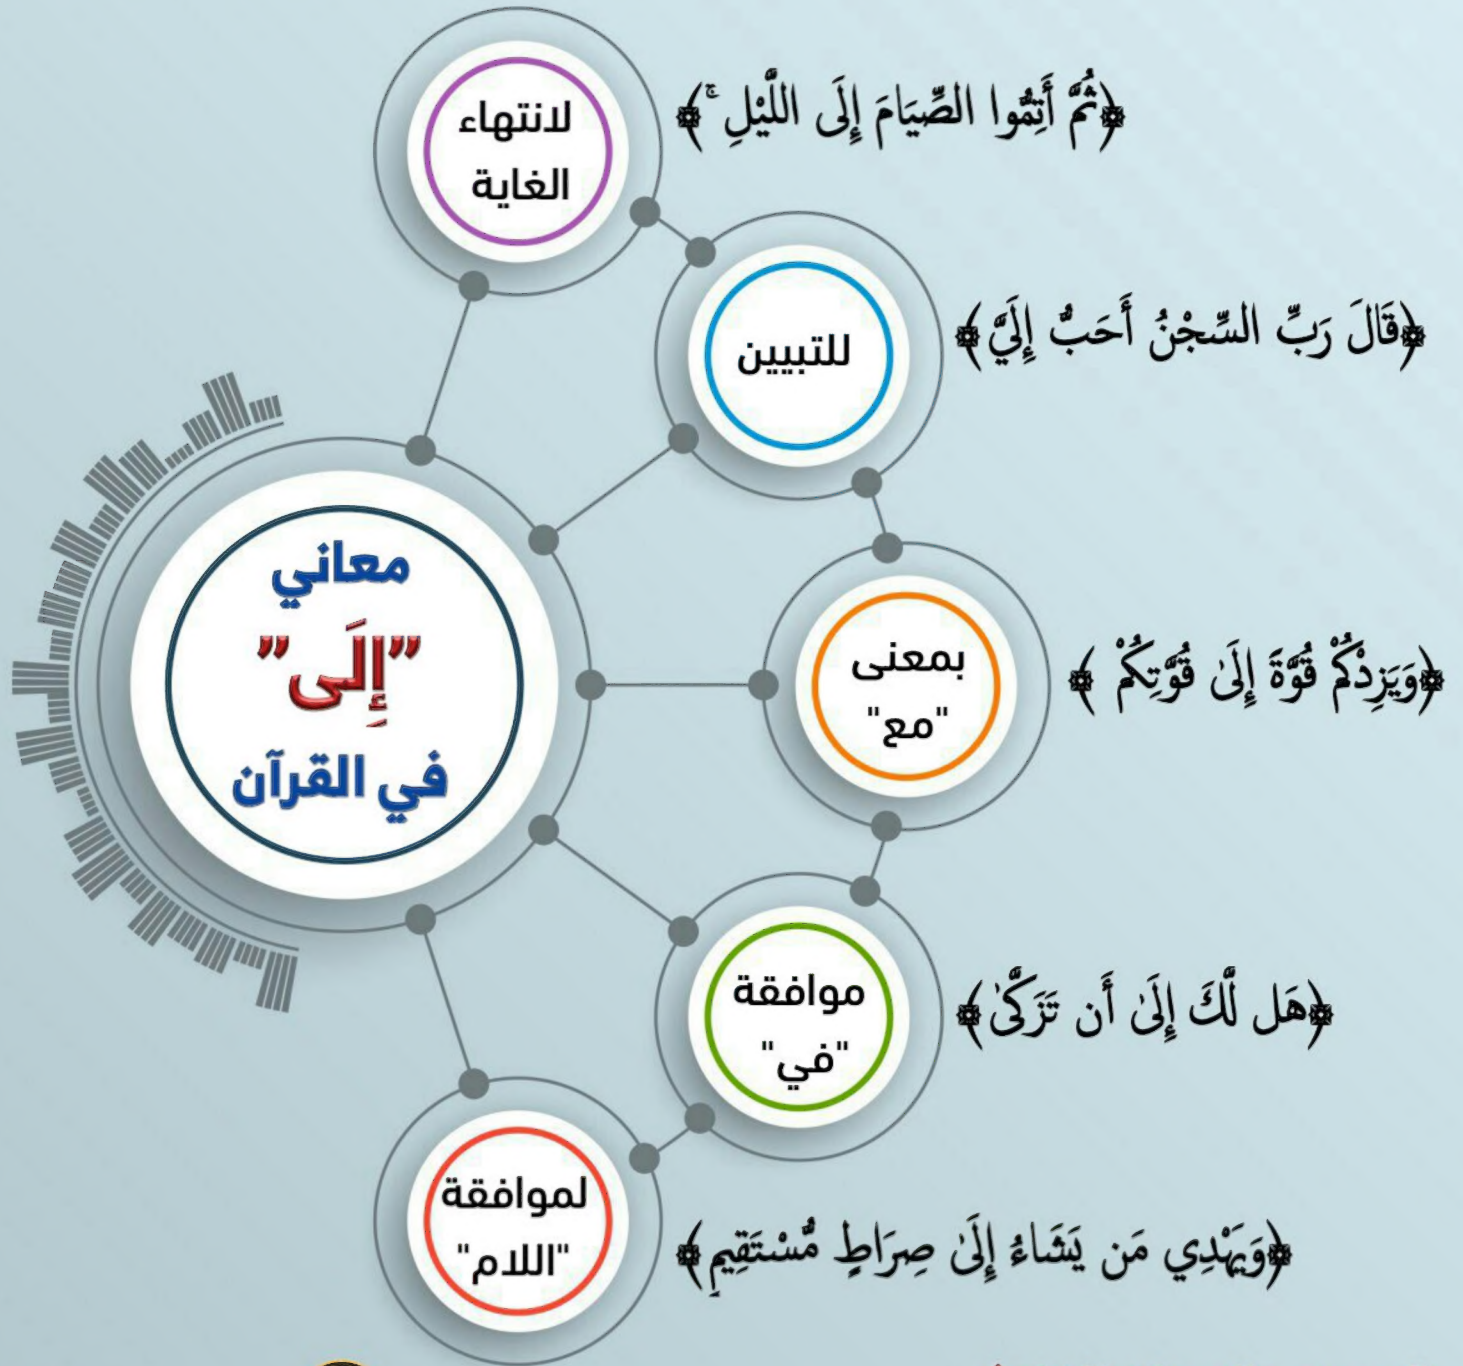 معاني
"إِلَى"
في القرآن
لانتهاء
الغاية
﴿ثُمَّ أَتِمُّوا الصِّيَامَ إِلَى اللَّيْلِ ۚ﴾
للتبيين
﴿قَالَ رَبِّ السِّجْنُ أَحَبُّ إِلَيَّ﴾
بمعنى
"مع"
﴿وَيَزِدْكُمْ قُوَّةً إِلَىٰ قُوَّتِكُمْ ﴾
موافقة
"في"
﴿هَل لَّكَ إِلَىٰ أَن تَزَكَّىٰ﴾
لموافقة
"اللام"
﴿وَيَهْدِي مَن يَشَاءُ إِلَىٰ صِرَاطٍ مُّسْتَقِيمٍ﴾